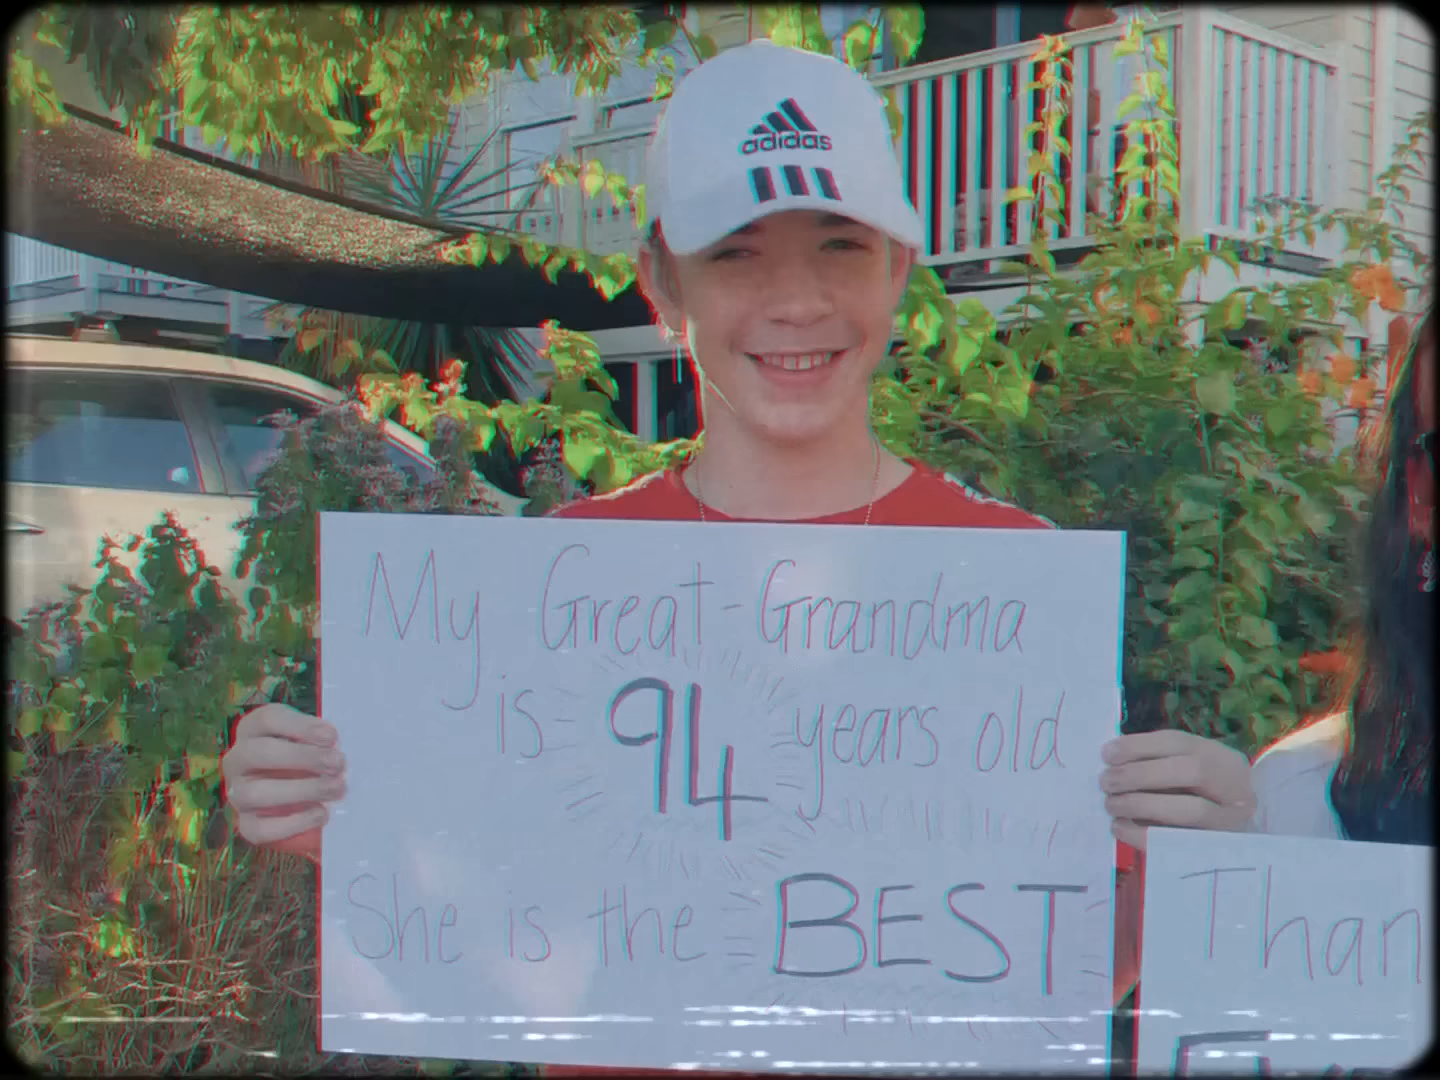 adidas
My Great-Grandma
is 94 years old
She is the BEST
Than